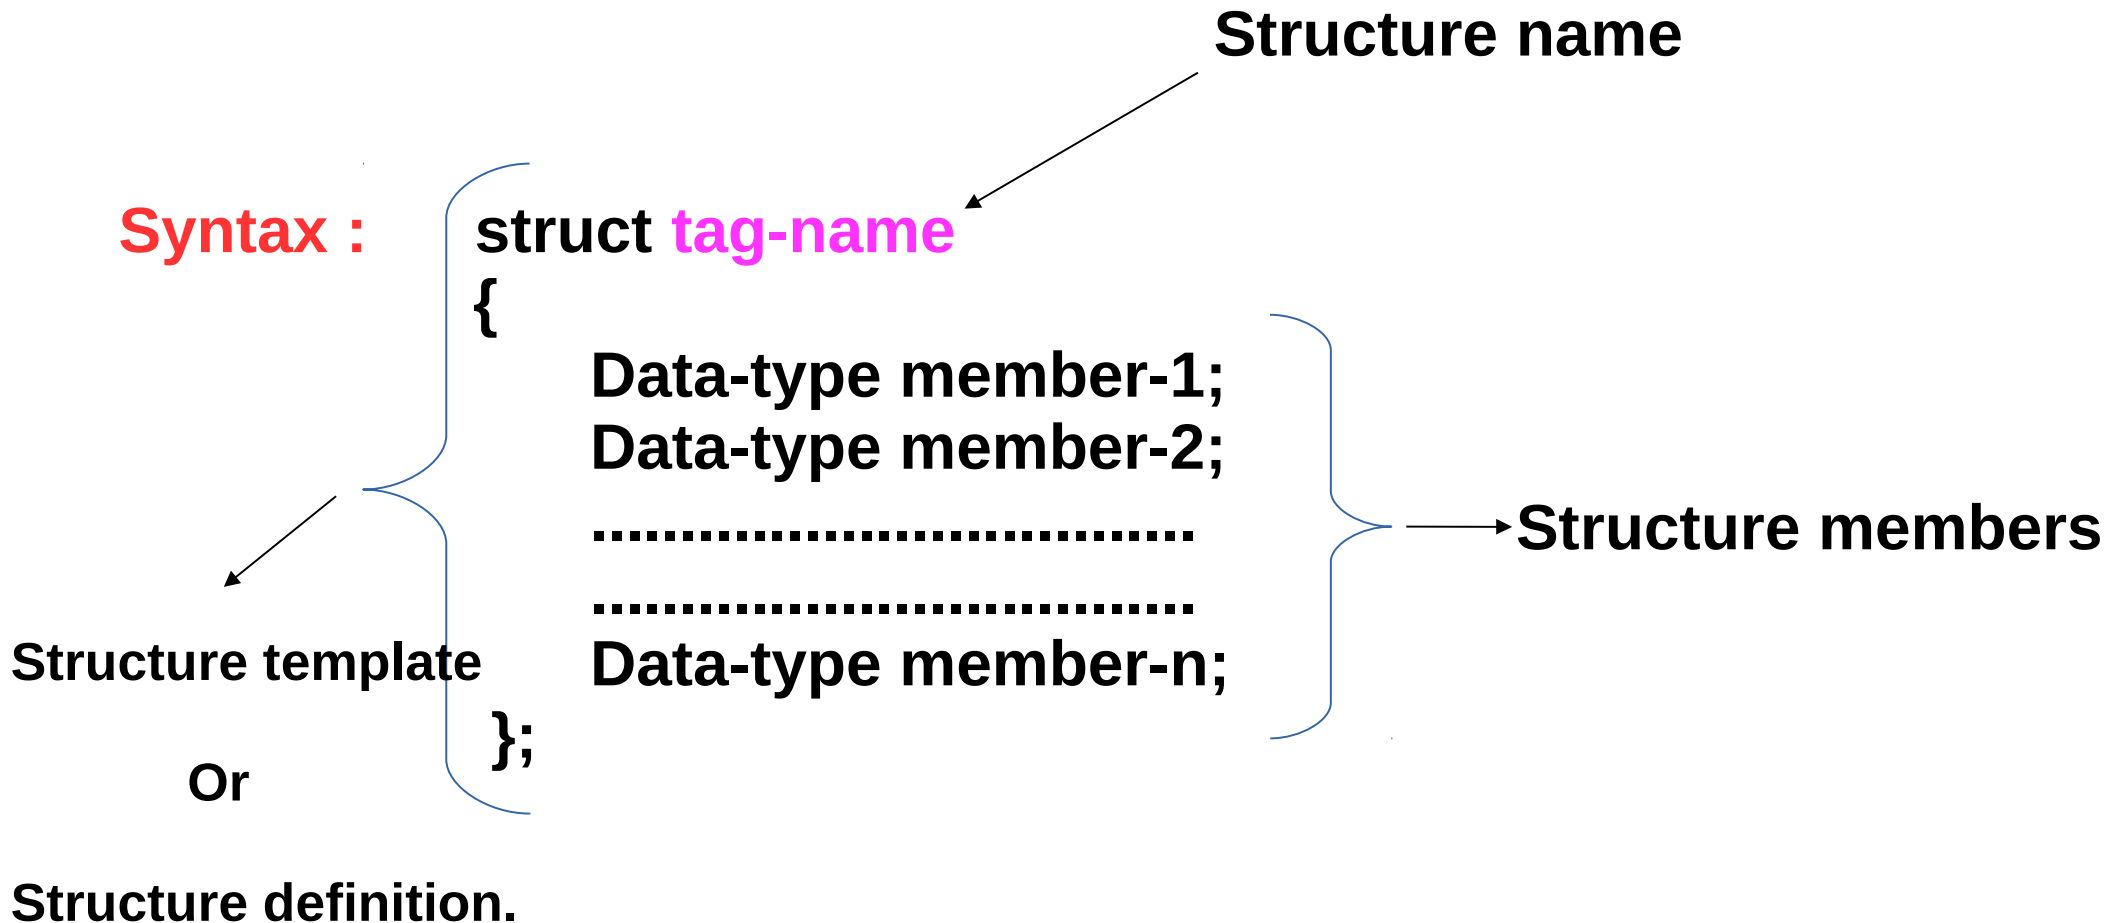 Structure name
Syntax : struct tag-name
{
Data-type member-1;
Data-type member-2;
..................................
..................................
Structure members
Data-type member-n;
};
Structure template
Or
Structure definition.